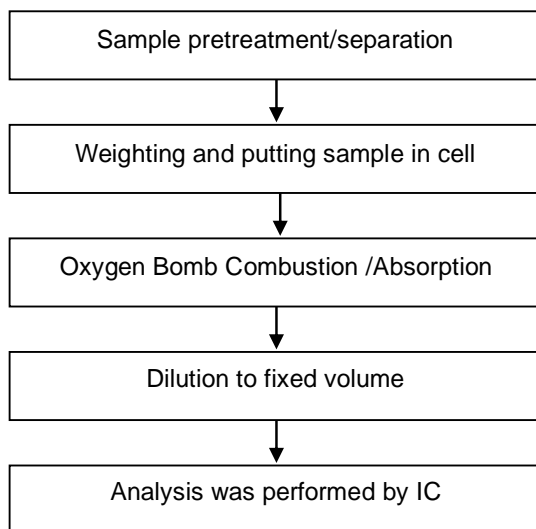 Sample pretreatment/separation
Weighting and putting sample in cell
Oxygen Bomb Combustion /Absorption
Dilution to fixed volume
Analysis was performed by IC